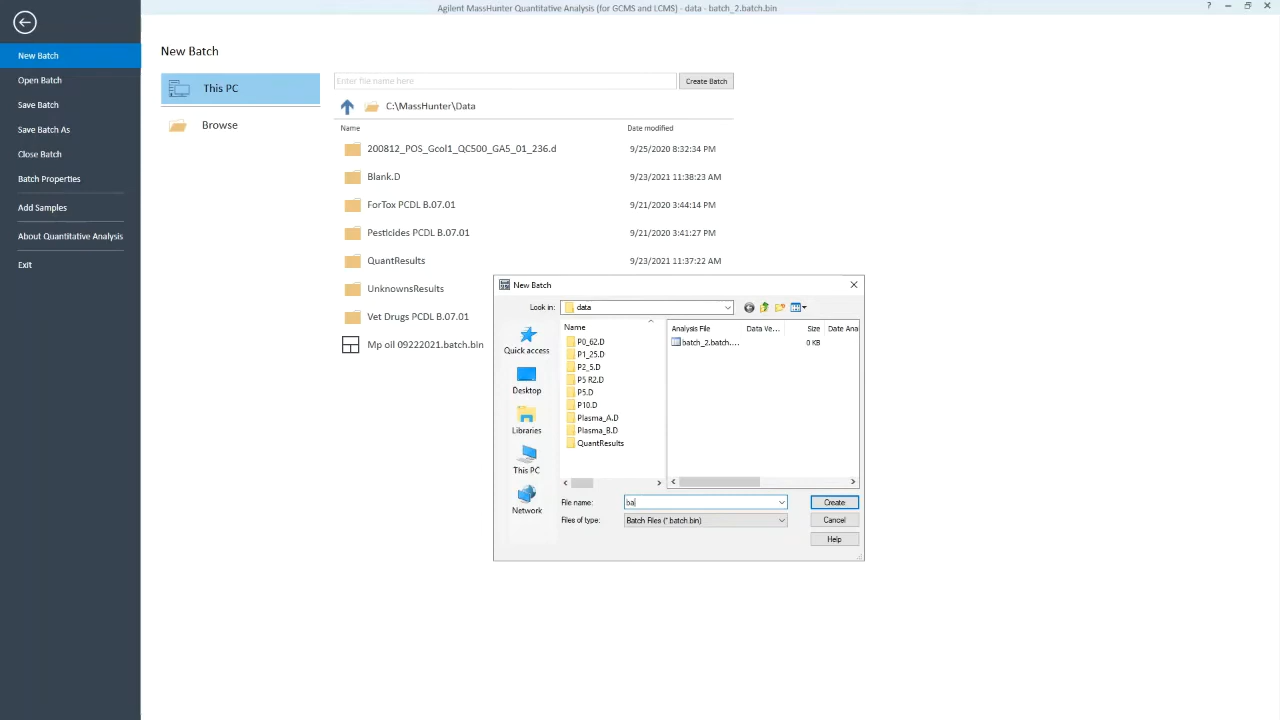 Agilent MassHunter Quantitative Analysis (for GCMS and LCMS) - data - batch_2.batch.bin
?
New Batch
Open Batch
Save Batch
Save Batch As
Close Batch
Batch Properties
Add Samples
About Quantitative Analysis
Exit
New Batch
This PC
Browse
Enter file name here
Create Batch
C:\MassHunter\Data
Name Date modified
200812_POS_Gcol1_QC500_GA5_01_236.d 9/25/2020 8:32:34 PM
Blank.D 9/23/2021 11:38:23 AM
ForTox PCDL B.07.01 9/21/2020 3:44:14 PM
Pesticides PCDL B.07.01 9/21/2020 3:41:27 PM
QuantResults 9/23/2021 11:37:22 AM
UnknownsResults
Vet Drugs PCDL B.07.01
Mp oil 09222021.batch.bin
New Batch
Look in: data
Quick access
Desktop
Libraries
This PC
Network
Name
P0_62.D
P1_25.D
P2_5.D
P5 R2.D
P5.D
P10.D
Plasma_A.D
Plasma_B.D
QuantResults
Analysis File Data Ve... Size Date Ana
batch_2.batch.... 0 KB
File name: ba
Create
Files of type: Batch Files (*.batch.bin)
Cancel
Help